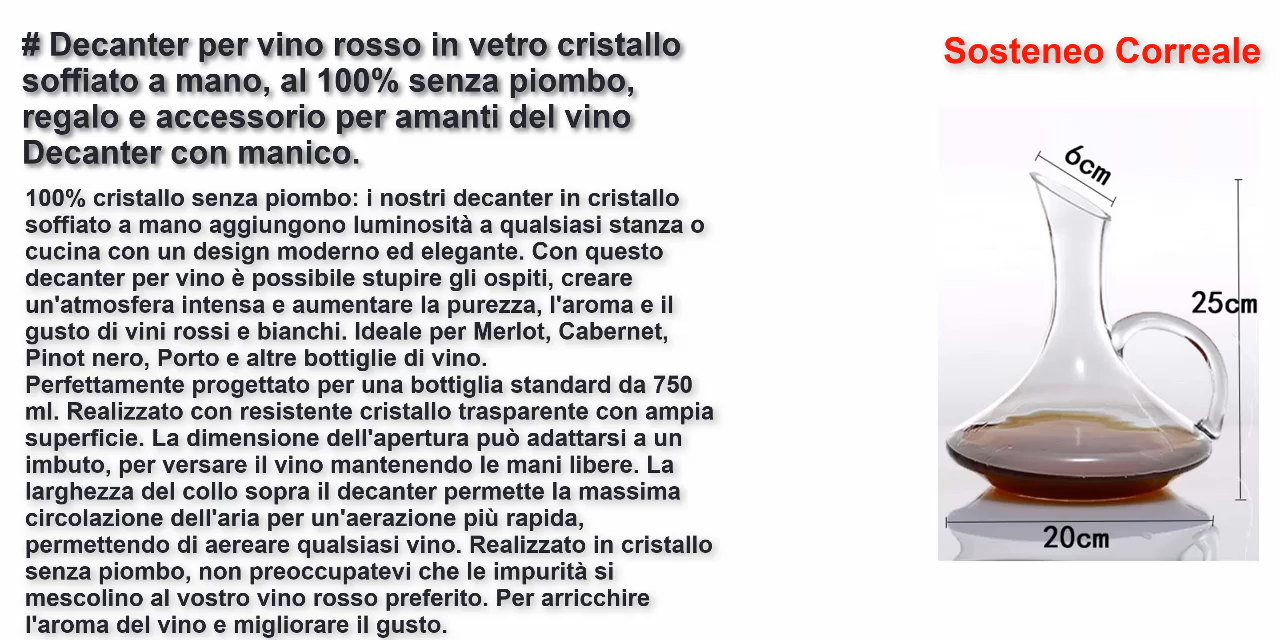 # Decanter per vino rosso in vetro cristallo
soffiato a mano, al 100% senza piombo,
regalo e accessorio per amanti del vino
Decanter con manico.
100% cristallo senza piombo: i nostri decanter in cristallo
soffiato a mano aggiungono luminosità a qualsiasi stanza o
cucina con un design moderno ed elegante. Con questo
decanter per vino è possibile stupire gli ospiti, creare
un'atmosfera intensa e aumentare la purezza, l'aroma e il
gusto di vini rossi e bianchi. Ideale per Merlot, Cabernet,
Pinot nero, Porto e altre bottiglie di vino.
Perfettamente progettato per una bottiglia standard da 750
ml. Realizzato con resistente cristallo trasparente con ampia
superficie. La dimensione dell'apertura può adattarsi a un
imbuto, per versare il vino mantenendo le mani libere. La
larghezza del collo sopra il decanter permette la massima
circolazione dell'aria per un'aerazione più rapida,
permettendo di aereare qualsiasi vino. Realizzato in cristallo
senza piombo, non preoccupatevi che le impurità si
mescolino al vostro vino rosso preferito. Per arricchire
l'aroma del vino e migliorare il gusto.
Sosteneo Correale
6cm
25cm
20cm